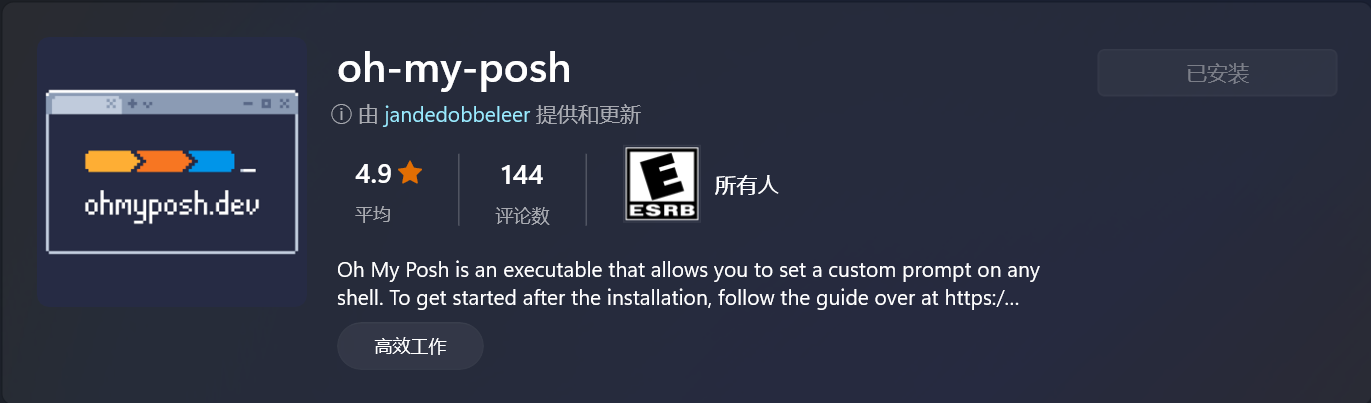 oh-my-posh
已安装
由 jandedobbeleer 提供和更新
ohmyposh.dev
4.9
平均
144
评论数
E
ESRB
所有人
Oh My Posh is an executable that allows you to set a custom prompt on any
shell. To get started after the installation, follow the guide over at https:/...
高效工作